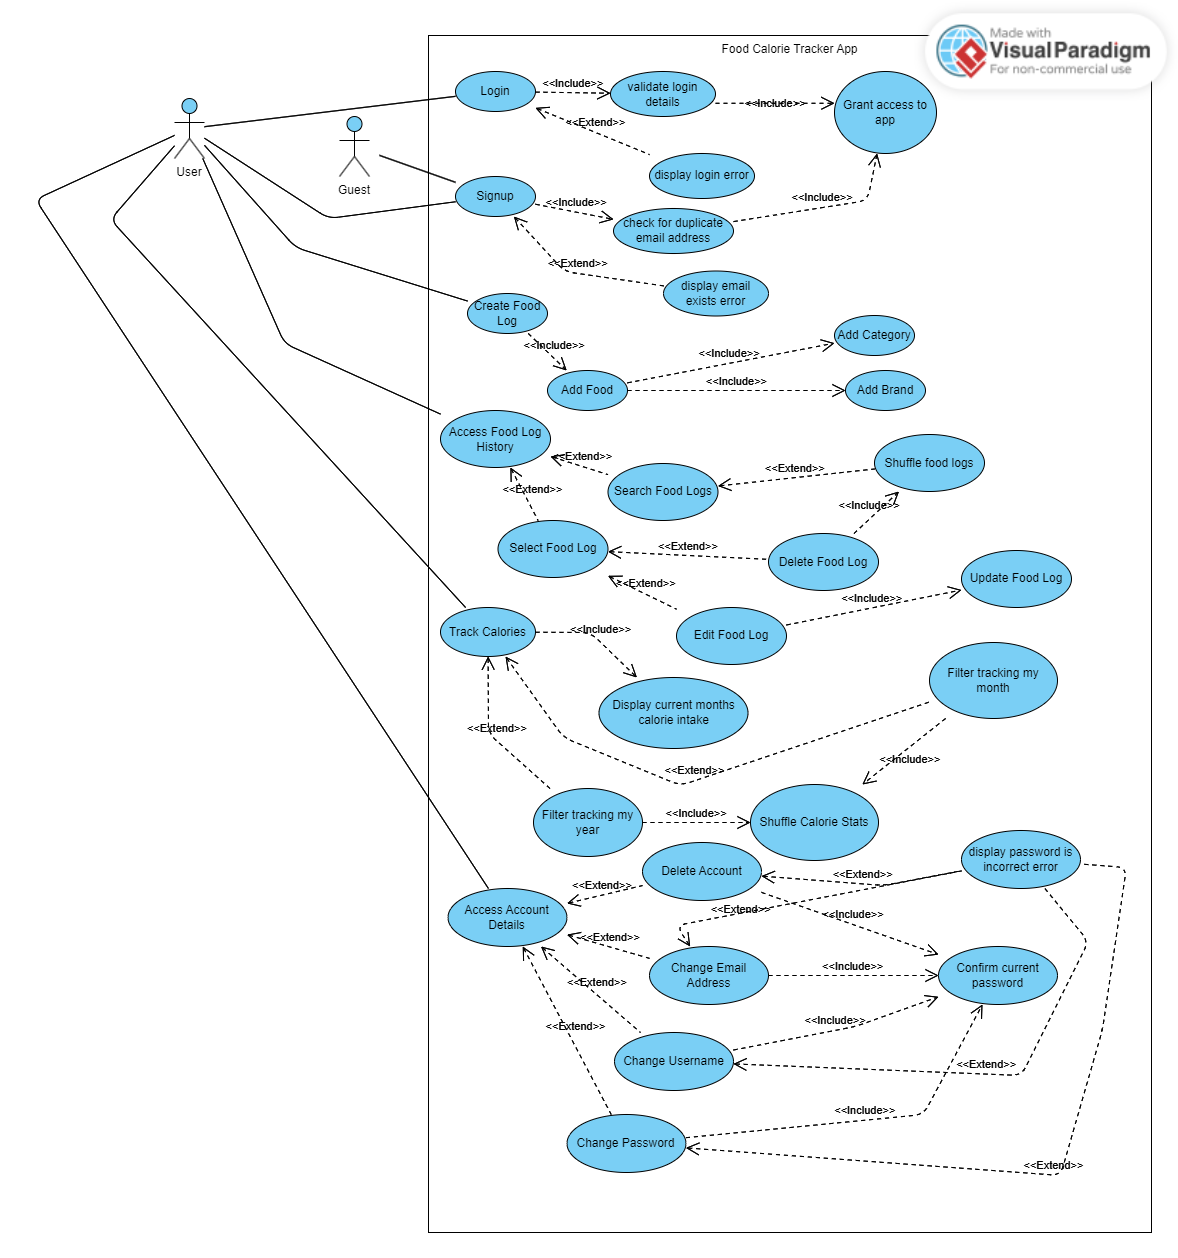 Made with
VisualParadigm
For non-commercial use
Food Calorie Tracker App
User
Guest
Login
<<Include>>
validate login
details
<<Include>>
Grant access to
app
<<Extend>>
display login error
Signup
<<Include>>
check for duplicate
email address
<<Include>>
<<Extend>>
display email
exists error
Create Food
Log
<<Include>>
Add Food
<<Include>>
Add Category
<<Include>>
Add Brand
Access Food Log
History
<<Extend>>
Search Food Logs
<<Extend>>
Shuffle food logs
<<Extend>>
Select Food Log
<<Extend>>
Delete Food Log
<<Include>>
<<Extend>>
Edit Food Log
<<Include>>
Update Food Log
Track Calories
<<Include>>
Display current months
calorie intake
Filter tracking my
month
<<Extend>>
<<Extend>>
<<Include>>
Filter tracking my
year
<<Include>>
Shuffle Calorie Stats
display password is
incorrect error
Delete Account
<<Extend>>
<<Extend>>
Access Account
Details
<<Extend>>
<<Include>>
<<Extend>>
Change Email
Address
<<Include>>
Confirm current
password
<<Extend>>
<<Include>>
Change Username
<<Extend>>
<<Extend>>
<<Include>>
Change Password
<<Extend>>